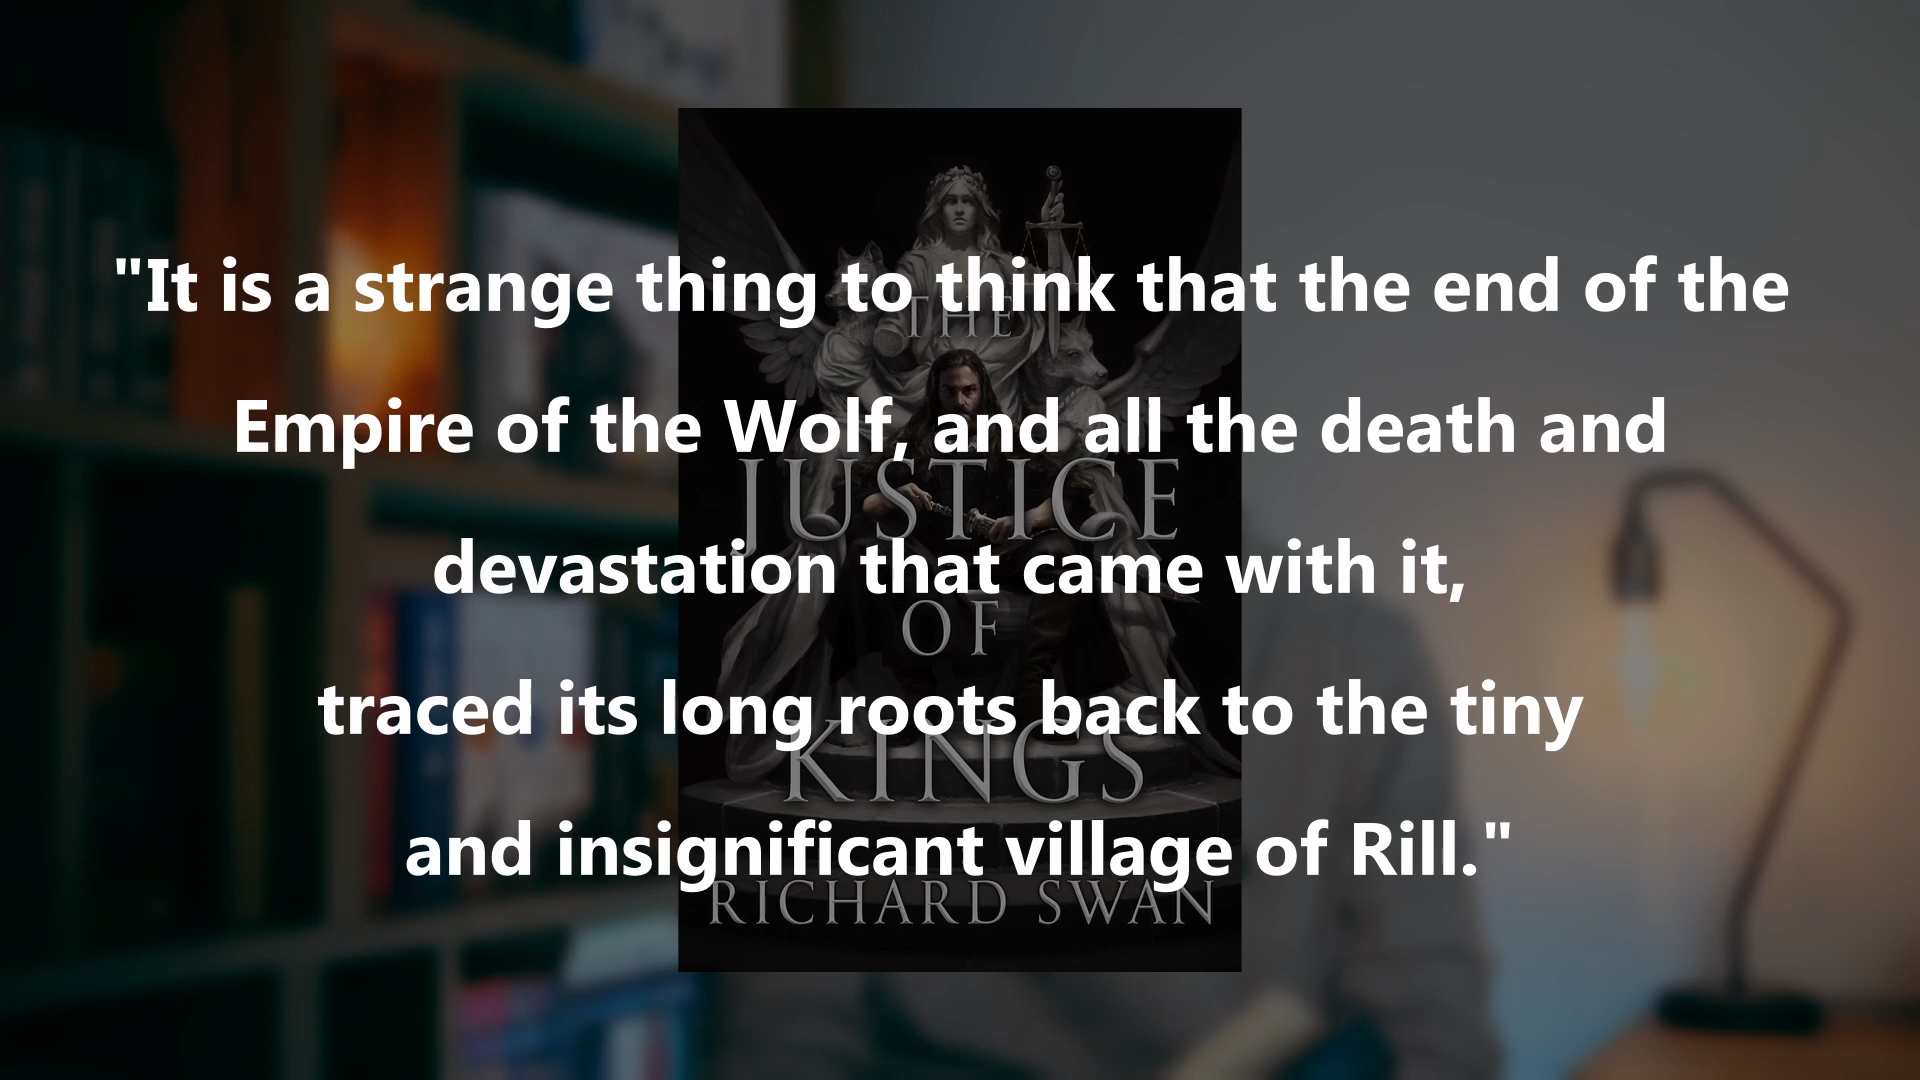 "It is a strange thing to think that the end of the
THE
Empire of the Wolf, and all the death and
JUSTICE
devastation that came with it,
OF
traced its long roots back to the tiny
KINGS
and insignificant village of Rill."
RICHARD SWAN